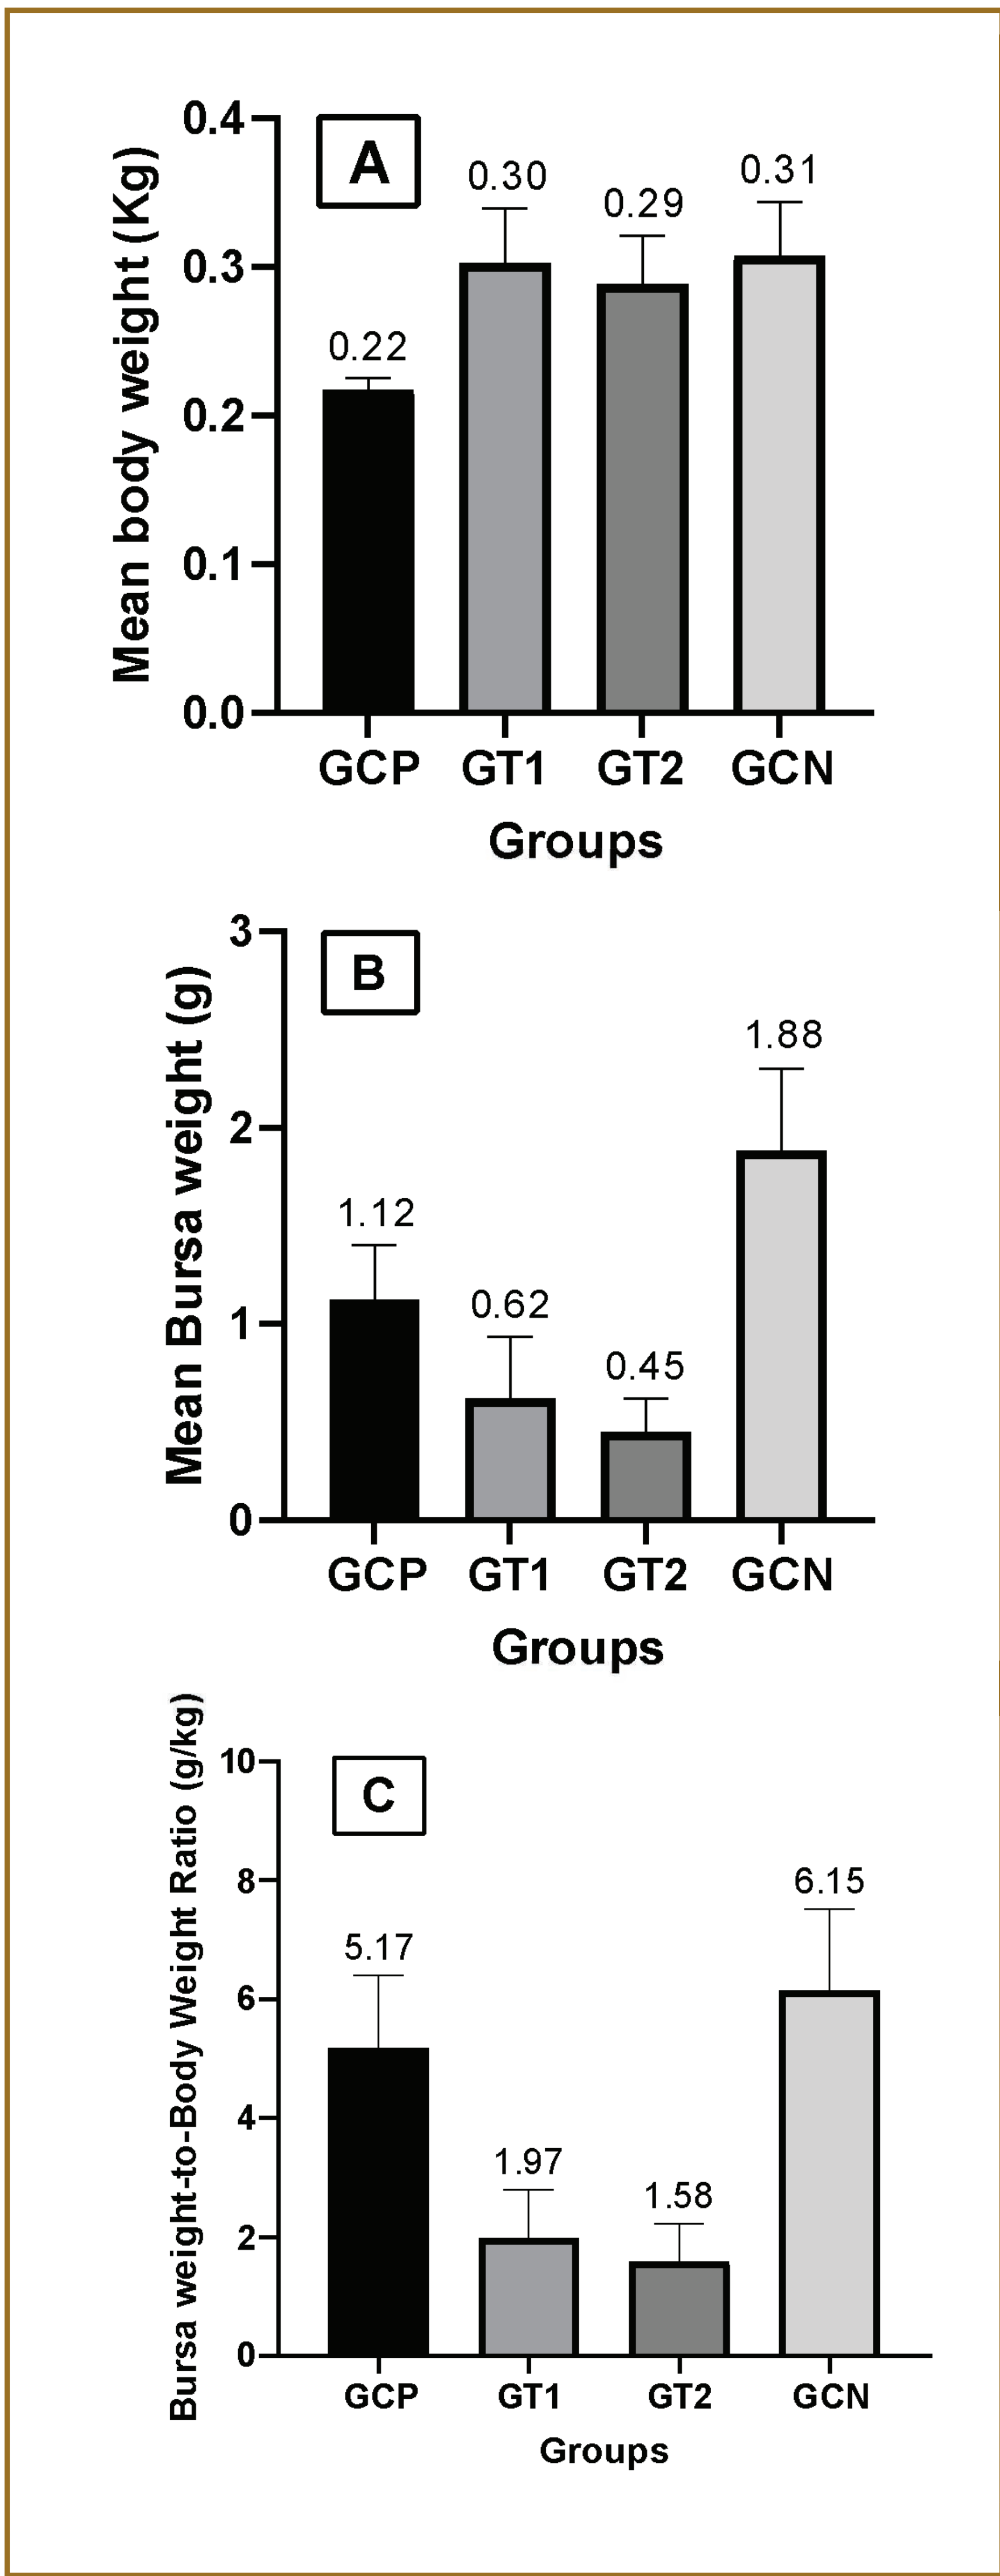 A
Mean body weight (Kg)
0.4
0.3
0.2
0.1
0.0
0.22
0.30
0.29
0.31
GCP GT1 GT2 GCN
Groups
B
Mean Bursa weight (g)
3
2
1
0
1.12
0.62
0.45
1.88
GCP GT1 GT2 GCN
Groups
C
Bursa weight-to-Body Weight Ratio (g/kg)
10
8
6
4
2
0
5.17
1.97
1.58
6.15
GCP GT1 GT2 GCN
Groups